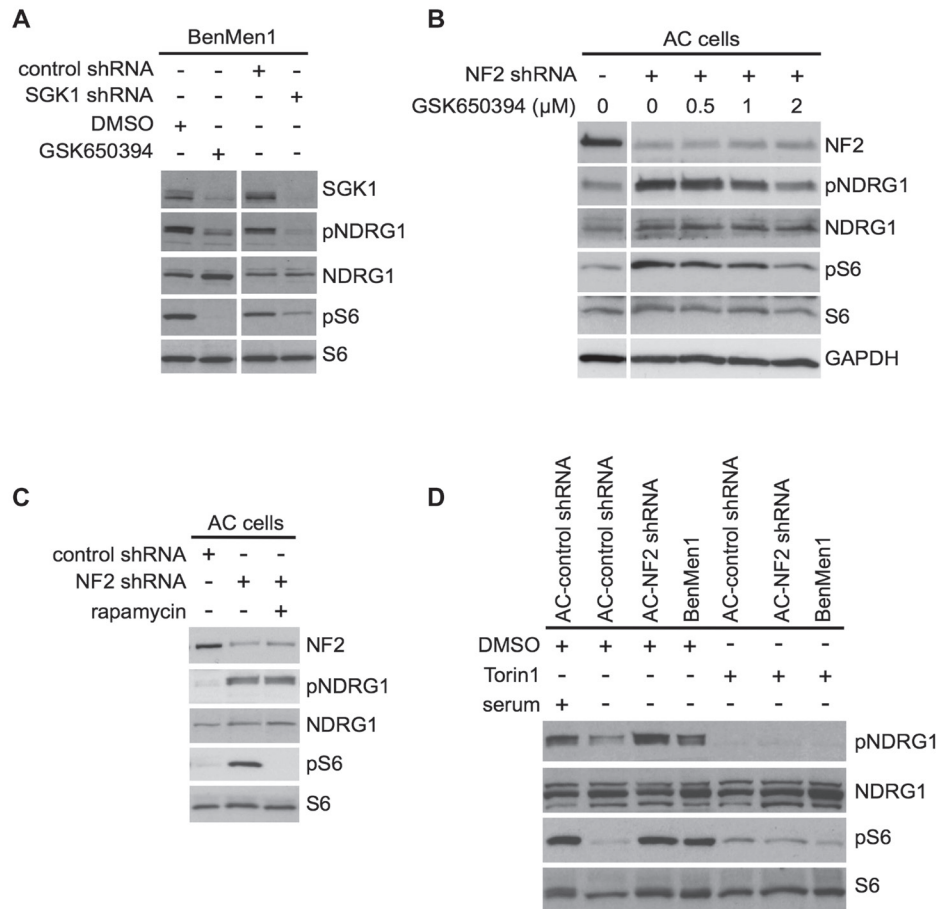 A
BenMen1
control shRNA - - + -
SGK1 shRNA - - - +
DMSO + - - -
GSK650394 - + - -
SGK1
pNDRG1
NDRG1
pS6
S6
B
AC cells
NF2 shRNA - + + + +
GSK650394 (µM) 0 0 0.5 1 2
NF2
pNDRG1
NDRG1
pS6
S6
GAPDH
C
AC cells
control shRNA + - -
NF2 shRNA - + +
rapamycin - - +
NF2
pNDRG1
NDRG1
pS6
S6
D
AC-control shRNA
AC-control shRNA
AC-NF2 shRNA
BenMen1
AC-control shRNA
AC-NF2 shRNA
BenMen1
DMSO + + + + - - -
Torin1 - - - - + + +
serum + - - - - - -
pNDRG1
NDRG1
pS6
S6